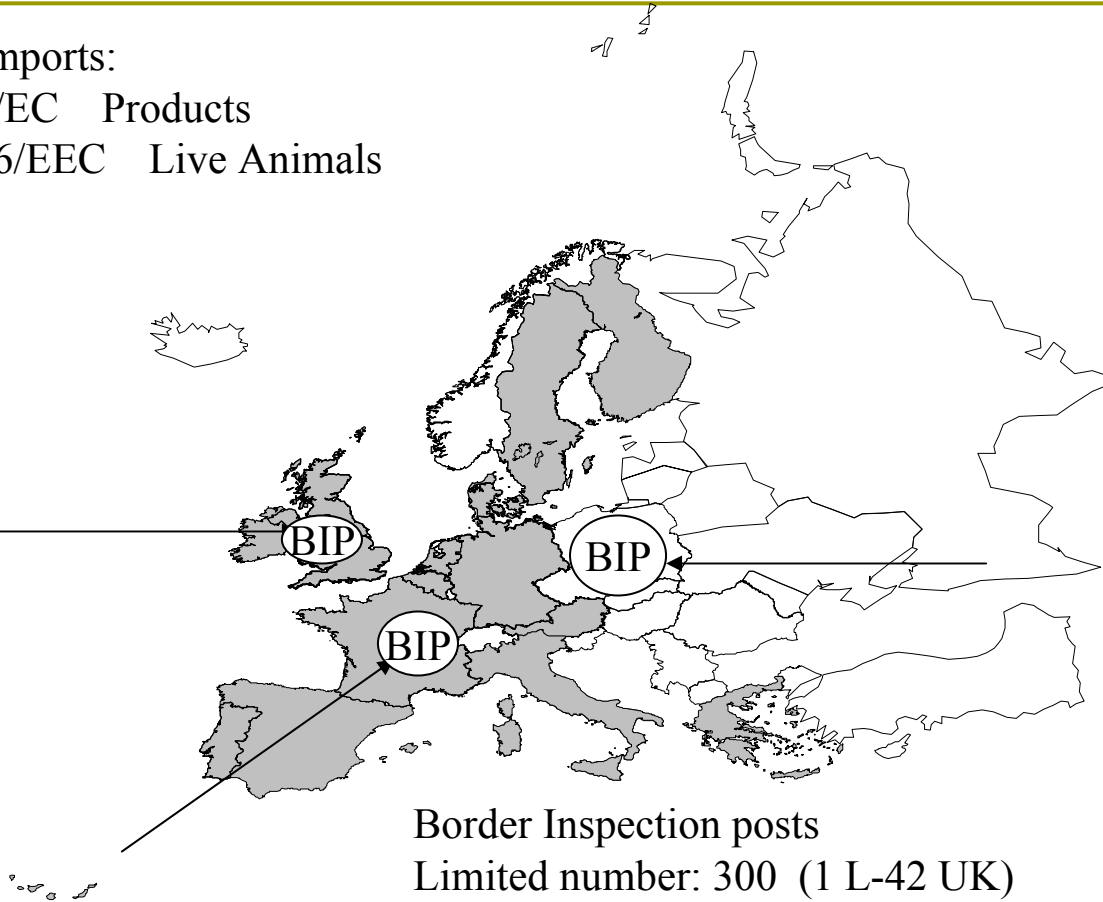 mports:
/EC Products
6/EEC Live Animals
BIP
BIP
BIP
Border Inspection posts
Limited number: 300 (1 L-42 UK)